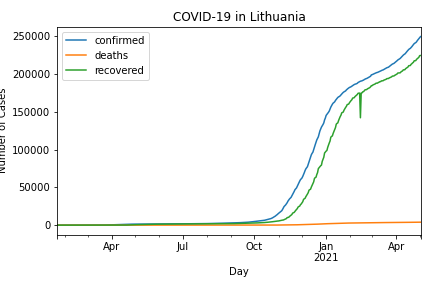 COVID-19 in Lithuania
confirmed
deaths
recovered
250000
200000
150000
100000
50000
0
Number of Cases
Apr
Jul
Oct
Jan
2021
Apr
Day